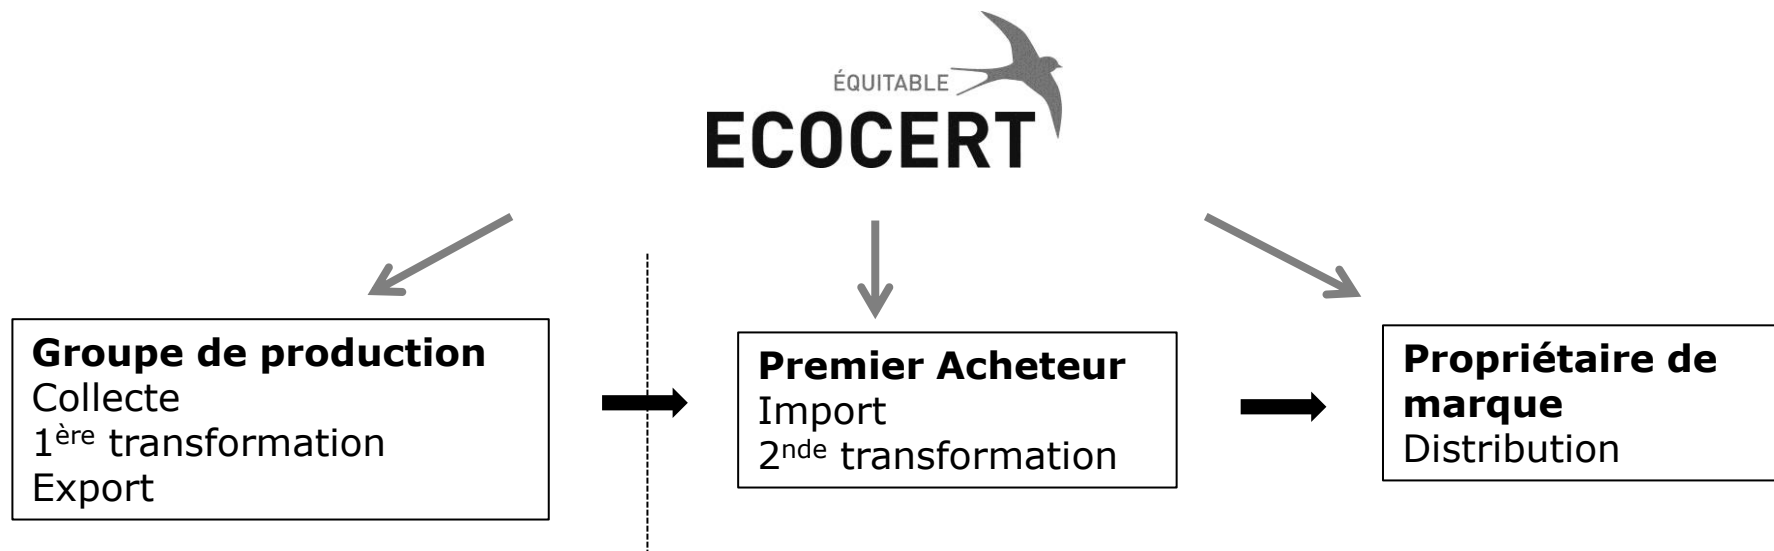 ÉQUITABLE
ECOCERT
Groupe de production
Collecte
1ère transformation
Export
Premier Acheteur
Import
2nde transformation
Propriétaire de
marque
Distribution